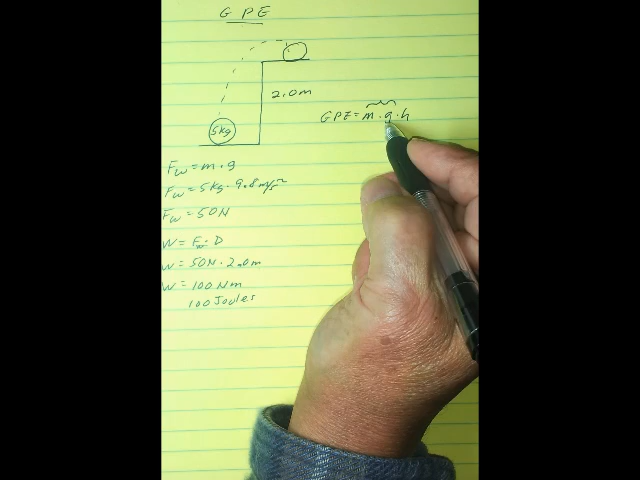 GPE
2.0m
GPE = m · g · h
5kg
Fw = m · g
Fw = 5kg · 9.8m/s²
Fw = 50N
W = Fw · D
W = 50N · 2.0m
W = 100 Nm
100 Joules